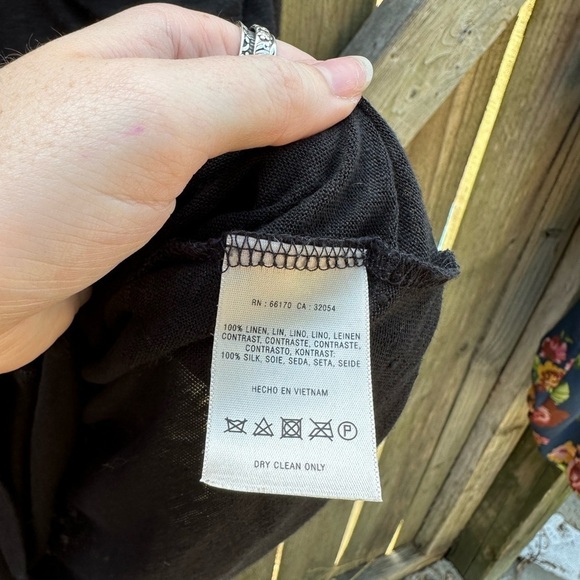 RN : 66170 CA : 32054
100% LINEN, LIN, LINO, LINO, LEINEN
CONTRAST, CONTRASTE, CONTRASTE,
CONTRASTO, KONTRAST:
100% SILK, SOIE, SEDA, SETA, SEIDE
HECHO EN VIETNAM
P
DRY CLEAN ONLY